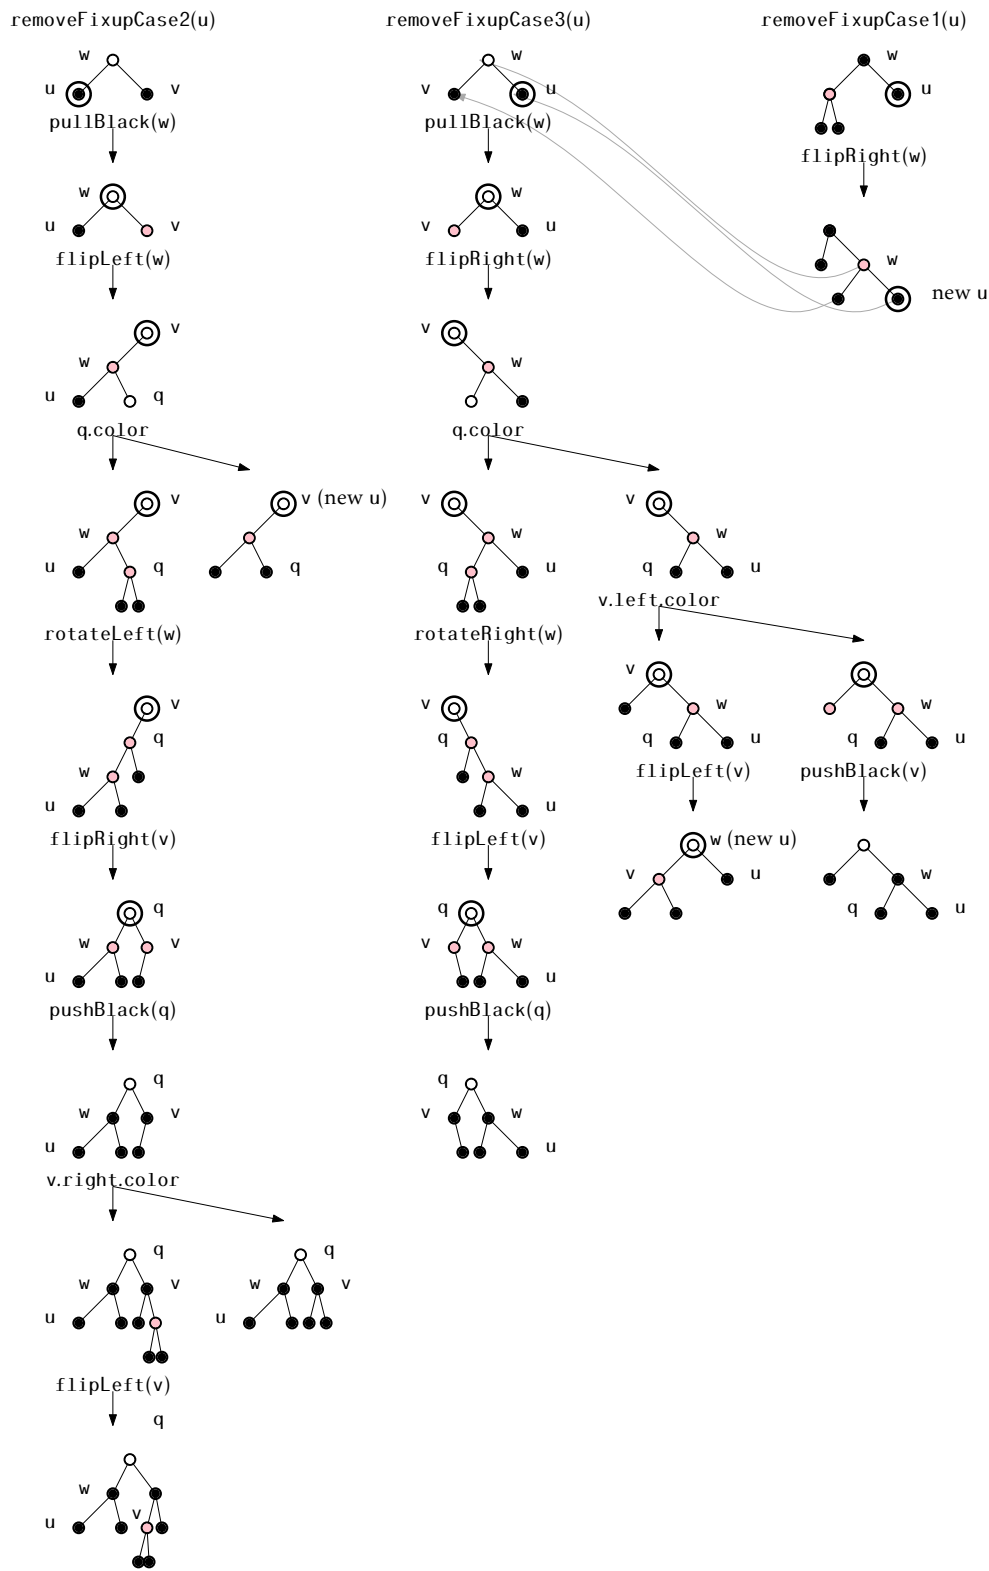 removeFixupCase2(u) removeFixupCase3(u) removeFixupCase1(u)
w w w
u v v u u
pullBlack(w) pullBlack(w)
flipRight(w)
w w
u v v u
flipLeft(w) flipRight(w) w
new u
v v
w w
u q
q.color q.color
v v (new u) v v
w w w
u q q q u q u
v.left.color
rotateLeft(w) rotateRight(w)
v v v
q q w w
w w q u q u
flipLeft(v) pushBlack(v)
u u
flipRight(v) flipLeft(v) w (new u)
v u w
q q q u
w v v w
u u
pushBlack(q) pushBlack(q)
q q
w v v w
u u
v.right.color
q q
w v w v
u u
flipLeft(v)
q
w
v
u